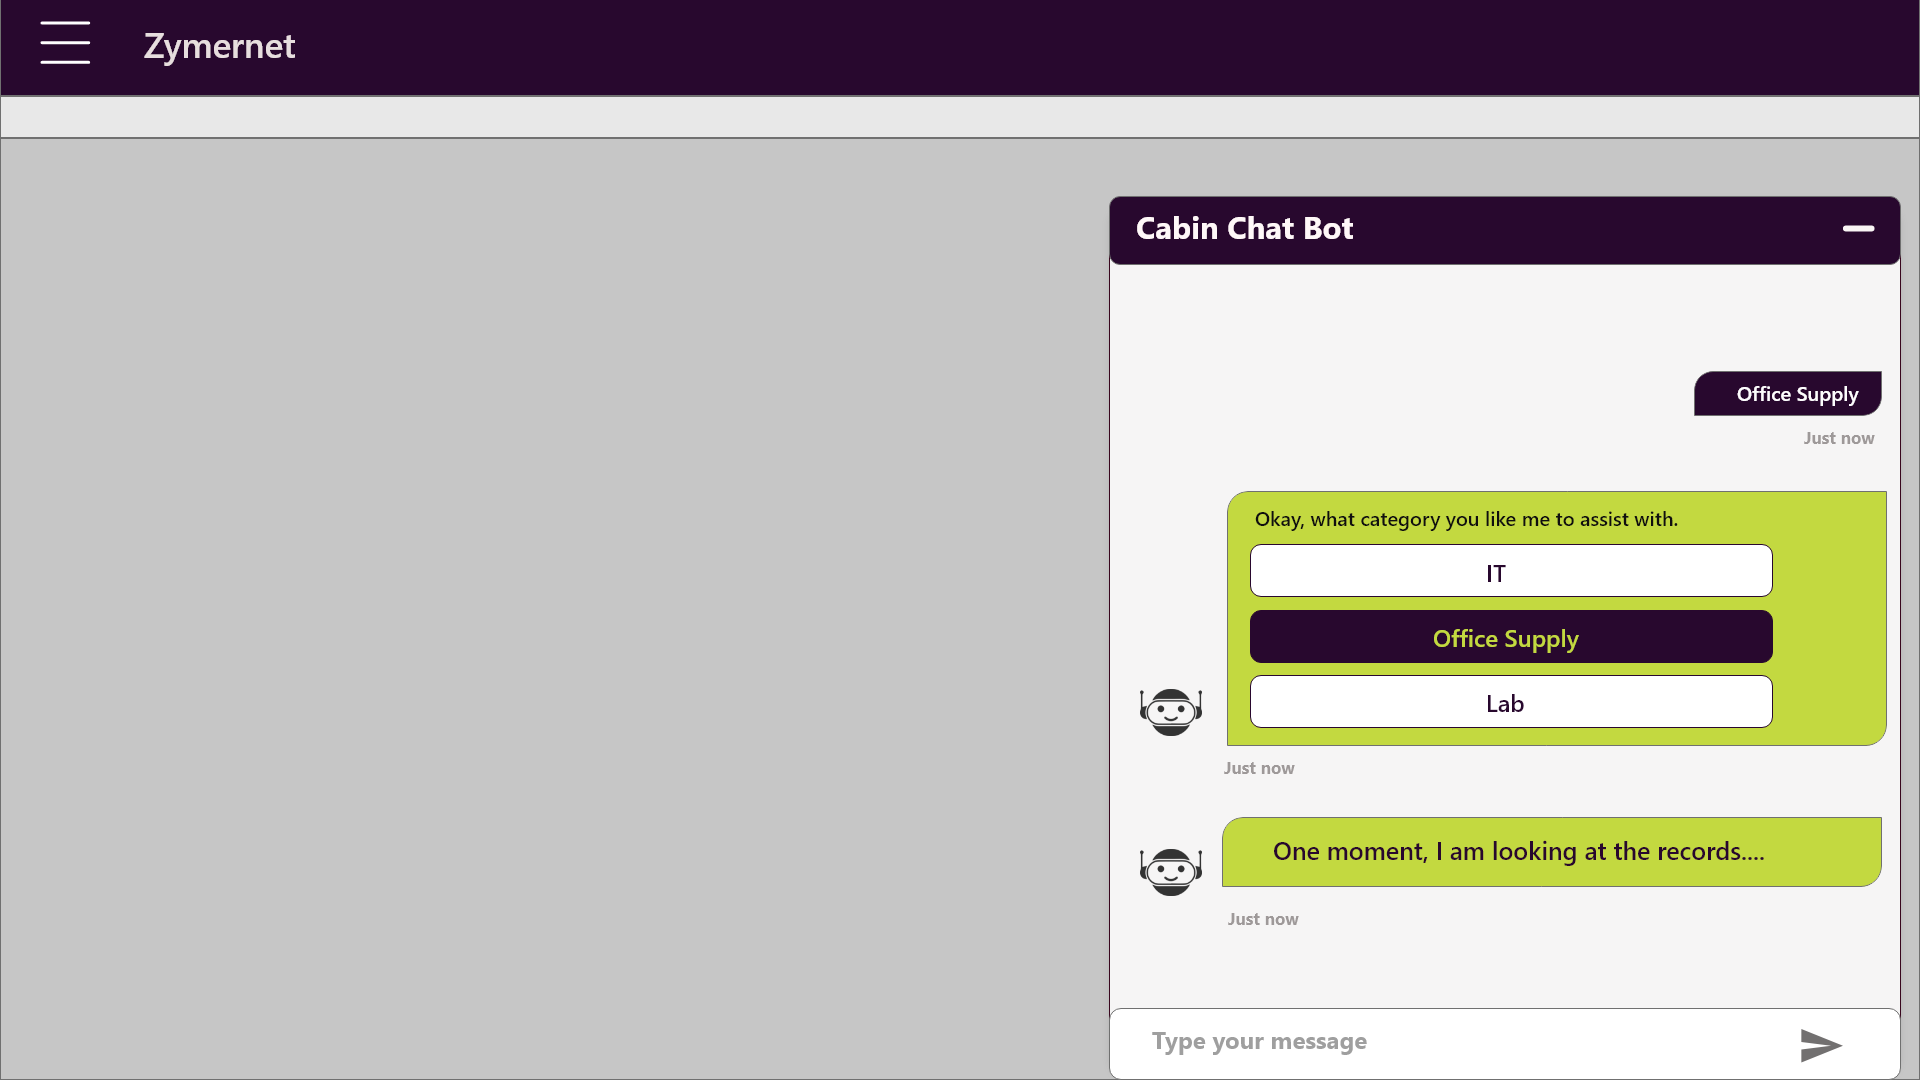 Zymernet
Cabin Chat Bot
Office Supply
Just now
Okay, what category you like me to assist with.
IT
Office Supply
Lab
Just now
One moment, I am looking at the records....
Just now
Type your message